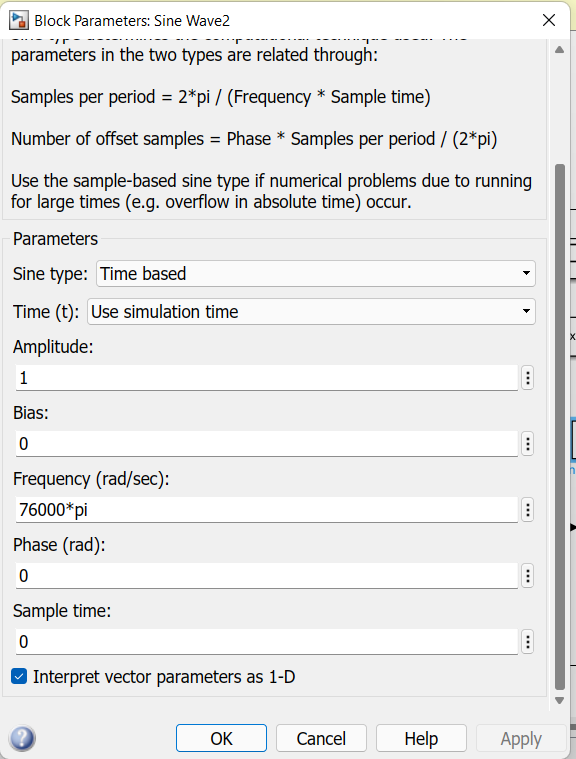 Block Parameters: Sine Wave2
Sine type determines the computational technique used. The
parameters in the two types are related through:
Samples per period = 2*pi / (Frequency * Sample time)
Number of offset samples = Phase * Samples per period / (2*pi)
Use the sample-based sine type if numerical problems due to running
for large times (e.g. overflow in absolute time) occur.
Parameters
Sine type: Time based
Time (t): Use simulation time
Amplitude:
1
Bias:
0
Frequency (rad/sec):
76000*pi
Phase (rad):
0
Sample time:
0
Interpret vector parameters as 1-D
OK Cancel Help Apply